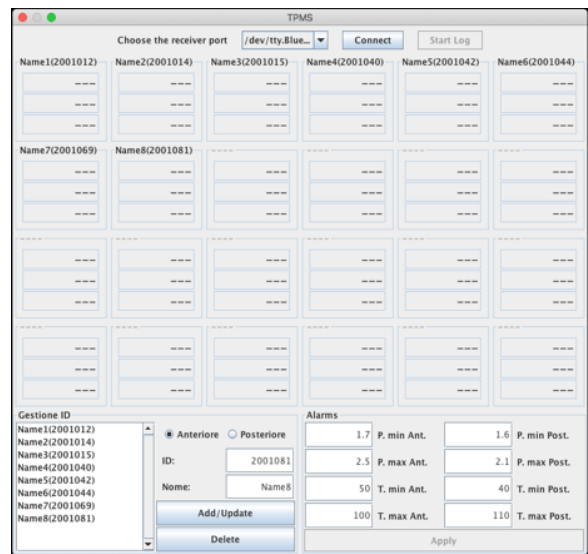 TPMS
Choose the receiver port /dev/tty.Blue... Connect Start Log
Name1(2001012) Name2(2001014) Name3(2001015) Name4(2001040) Name5(2001042) Name6(2001044)
--- --- --- --- --- ---
--- --- --- --- --- ---
--- --- --- --- --- ---
Name7(2001069) Name8(2001081) ---- ---- ---- ----
--- --- --- --- --- ---
--- --- --- --- --- ---
--- --- --- --- --- ---
---- ---- ---- ---- ---- ----
--- --- --- --- --- ---
--- --- --- --- --- ---
--- --- --- --- --- ---
---- ---- ---- ---- ---- ----
--- --- --- --- --- ---
--- --- --- --- --- ---
--- --- --- --- --- ---
Gestione ID
Name1(2001012)
Name2(2001014)
Name3(2001015)
Name4(2001040)
Name5(2001042)
Name6(2001044)
Name7(2001069)
Name8(2001081)
Anteriore Posteriore
ID: 2001081
Nome: Name8
Add/Update
Delete
Alarms
1.7 P. min Ant. 1.6 P. min Post.
2.5 P. max Ant. 2.1 P. max Post.
50 T. min Ant. 40 T. min Post.
100 T. max Ant. 110 T. max Post.
Apply